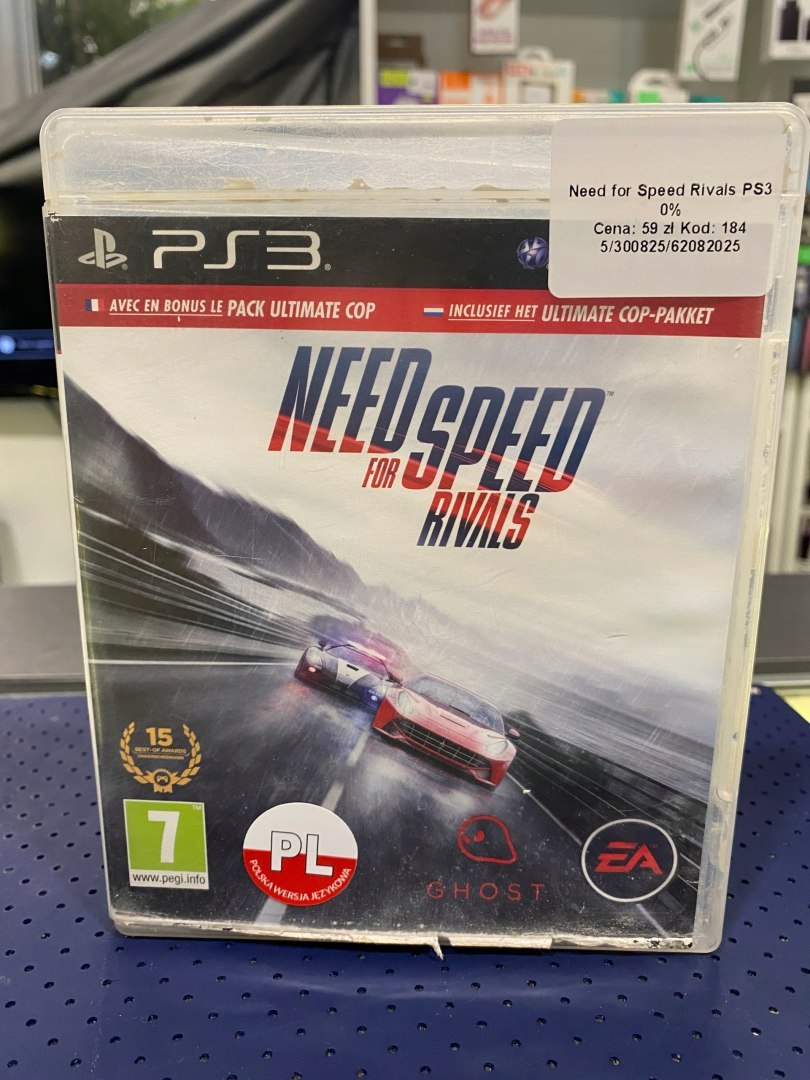 Need for Speed Rivals PS3
0%
Cena: 59 zł Kod: 184
5/300825/62082025
PS3
AVEC EN BONUS LE PACK ULTIMATE COP
INCLUSIEF HET ULTIMATE COP-PAKKET
NEED
FOR SPEED™
RIVALS
15
BEST-OF AWARDS
ONDERSCHEIDINGEN
7
www.pegi.info
PL
POLSKA WERSJA JĘZYKOWA
GHOST
EA